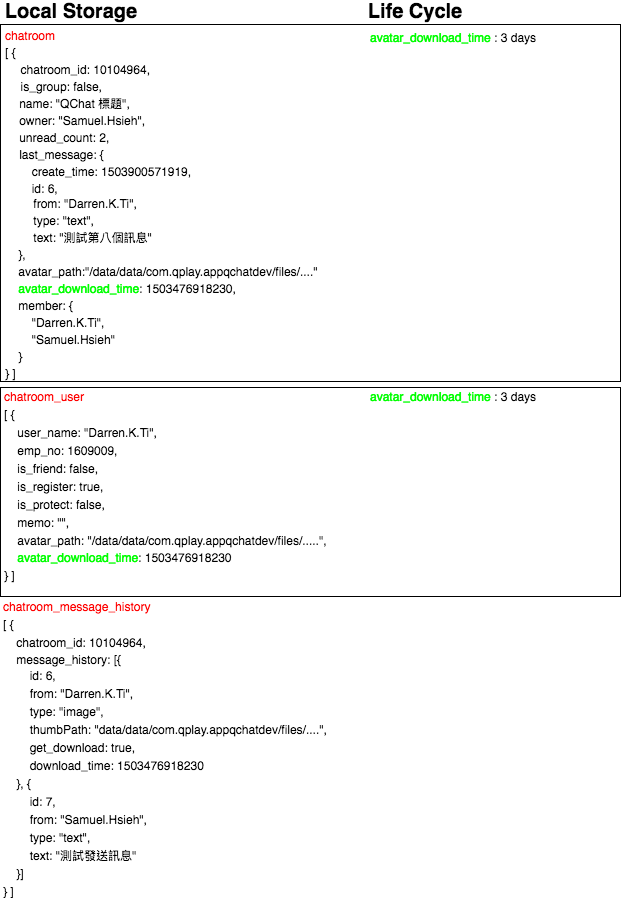 Local Storage
Life Cycle
chatroom
avatar_download_time : 3 days
[ {
chatroom_id: 10104964,
is_group: false,
name: "QChat 標題",
owner: "Samuel.Hsieh",
unread_count: 2,
last_message: {
create_time: 1503900571919,
id: 6,
from: "Darren.K.Ti",
type: "text",
text: "測試第八個訊息"
},
avatar_path:"/data/data/com.qplay.appqchatdev/files/...."
avatar_download_time: 1503476918230,
member: {
"Darren.K.Ti",
"Samuel.Hsieh"
}
} ]
chatroom_user
avatar_download_time : 3 days
[ {
user_name: "Darren.K.Ti",
emp_no: 1609009,
is_friend: false,
is_register: true,
is_protect: false,
memo: "",
avatar_path: "/data/data/com.qplay.appqchatdev/files/.....",
avatar_download_time: 1503476918230
} ]
chatroom_message_history
[ {
chatroom_id: 10104964,
message_history: [{
id: 6,
from: "Darren.K.Ti",
type: "image",
thumbPath: "data/data/com.qplay.appqchatdev/files/....",
get_download: true,
download_time: 1503476918230
}, {
id: 7,
from: "Samuel.Hsieh",
type: "text",
text: "測試發送訊息"
}]
} ]